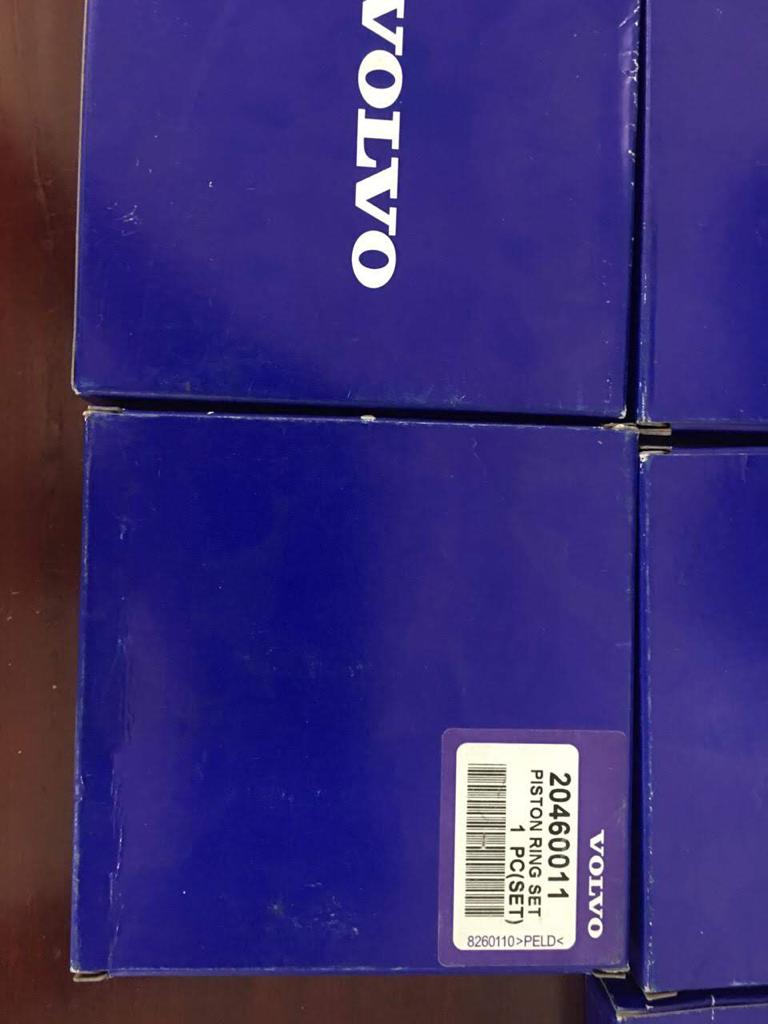 VOLVO
VOLVO
20460011
PISTON RING SET
1 PC(SET)
8260110>PELD<